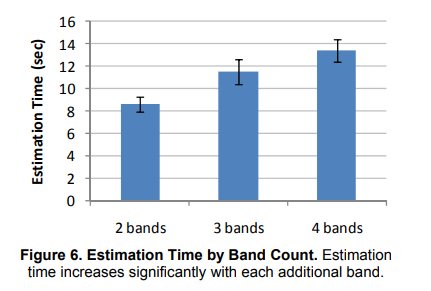 16
14
12
10
8
6
4
2
0
Estimation Time (sec)
2 bands 3 bands 4 bands
Figure 6. Estimation Time by Band Count. Estimation
time increases significantly with each additional band.